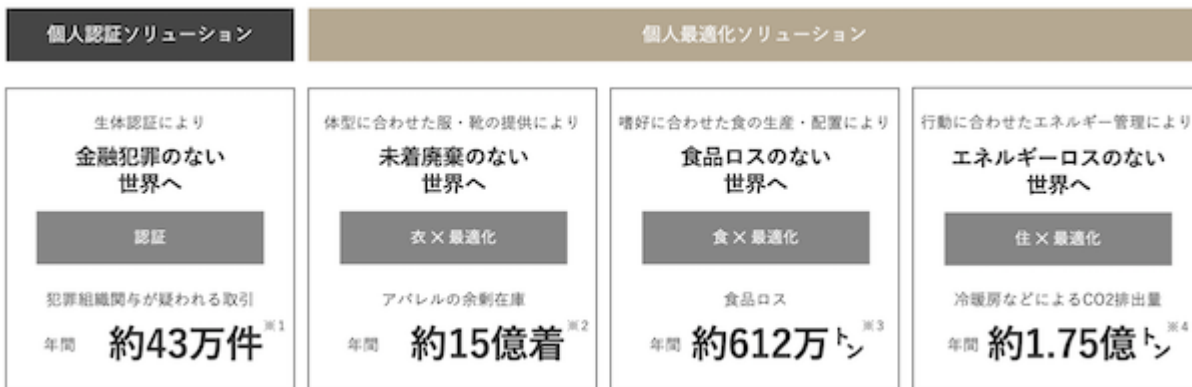 個人認証ソリューション
個人最適化ソリューション
生体認証により
金融犯罪のない
世界へ
認証
犯罪組織関与が疑われる取引
年間 約43万件※1
体型に合わせた服・靴の提供により
未着廃棄のない
世界へ
衣×最適化
アパレルの余剰在庫
年間 約15億着※2
嗜好に合わせた食の生産・配置により
食品ロスのない
世界へ
食×最適化
食品ロス
年間 約612万トン※3
行動に合わせたエネルギー管理により
エネルギーロスのない
世界へ
住×最適化
冷暖房などによるCO2排出量
年間 約1.75億トン※4